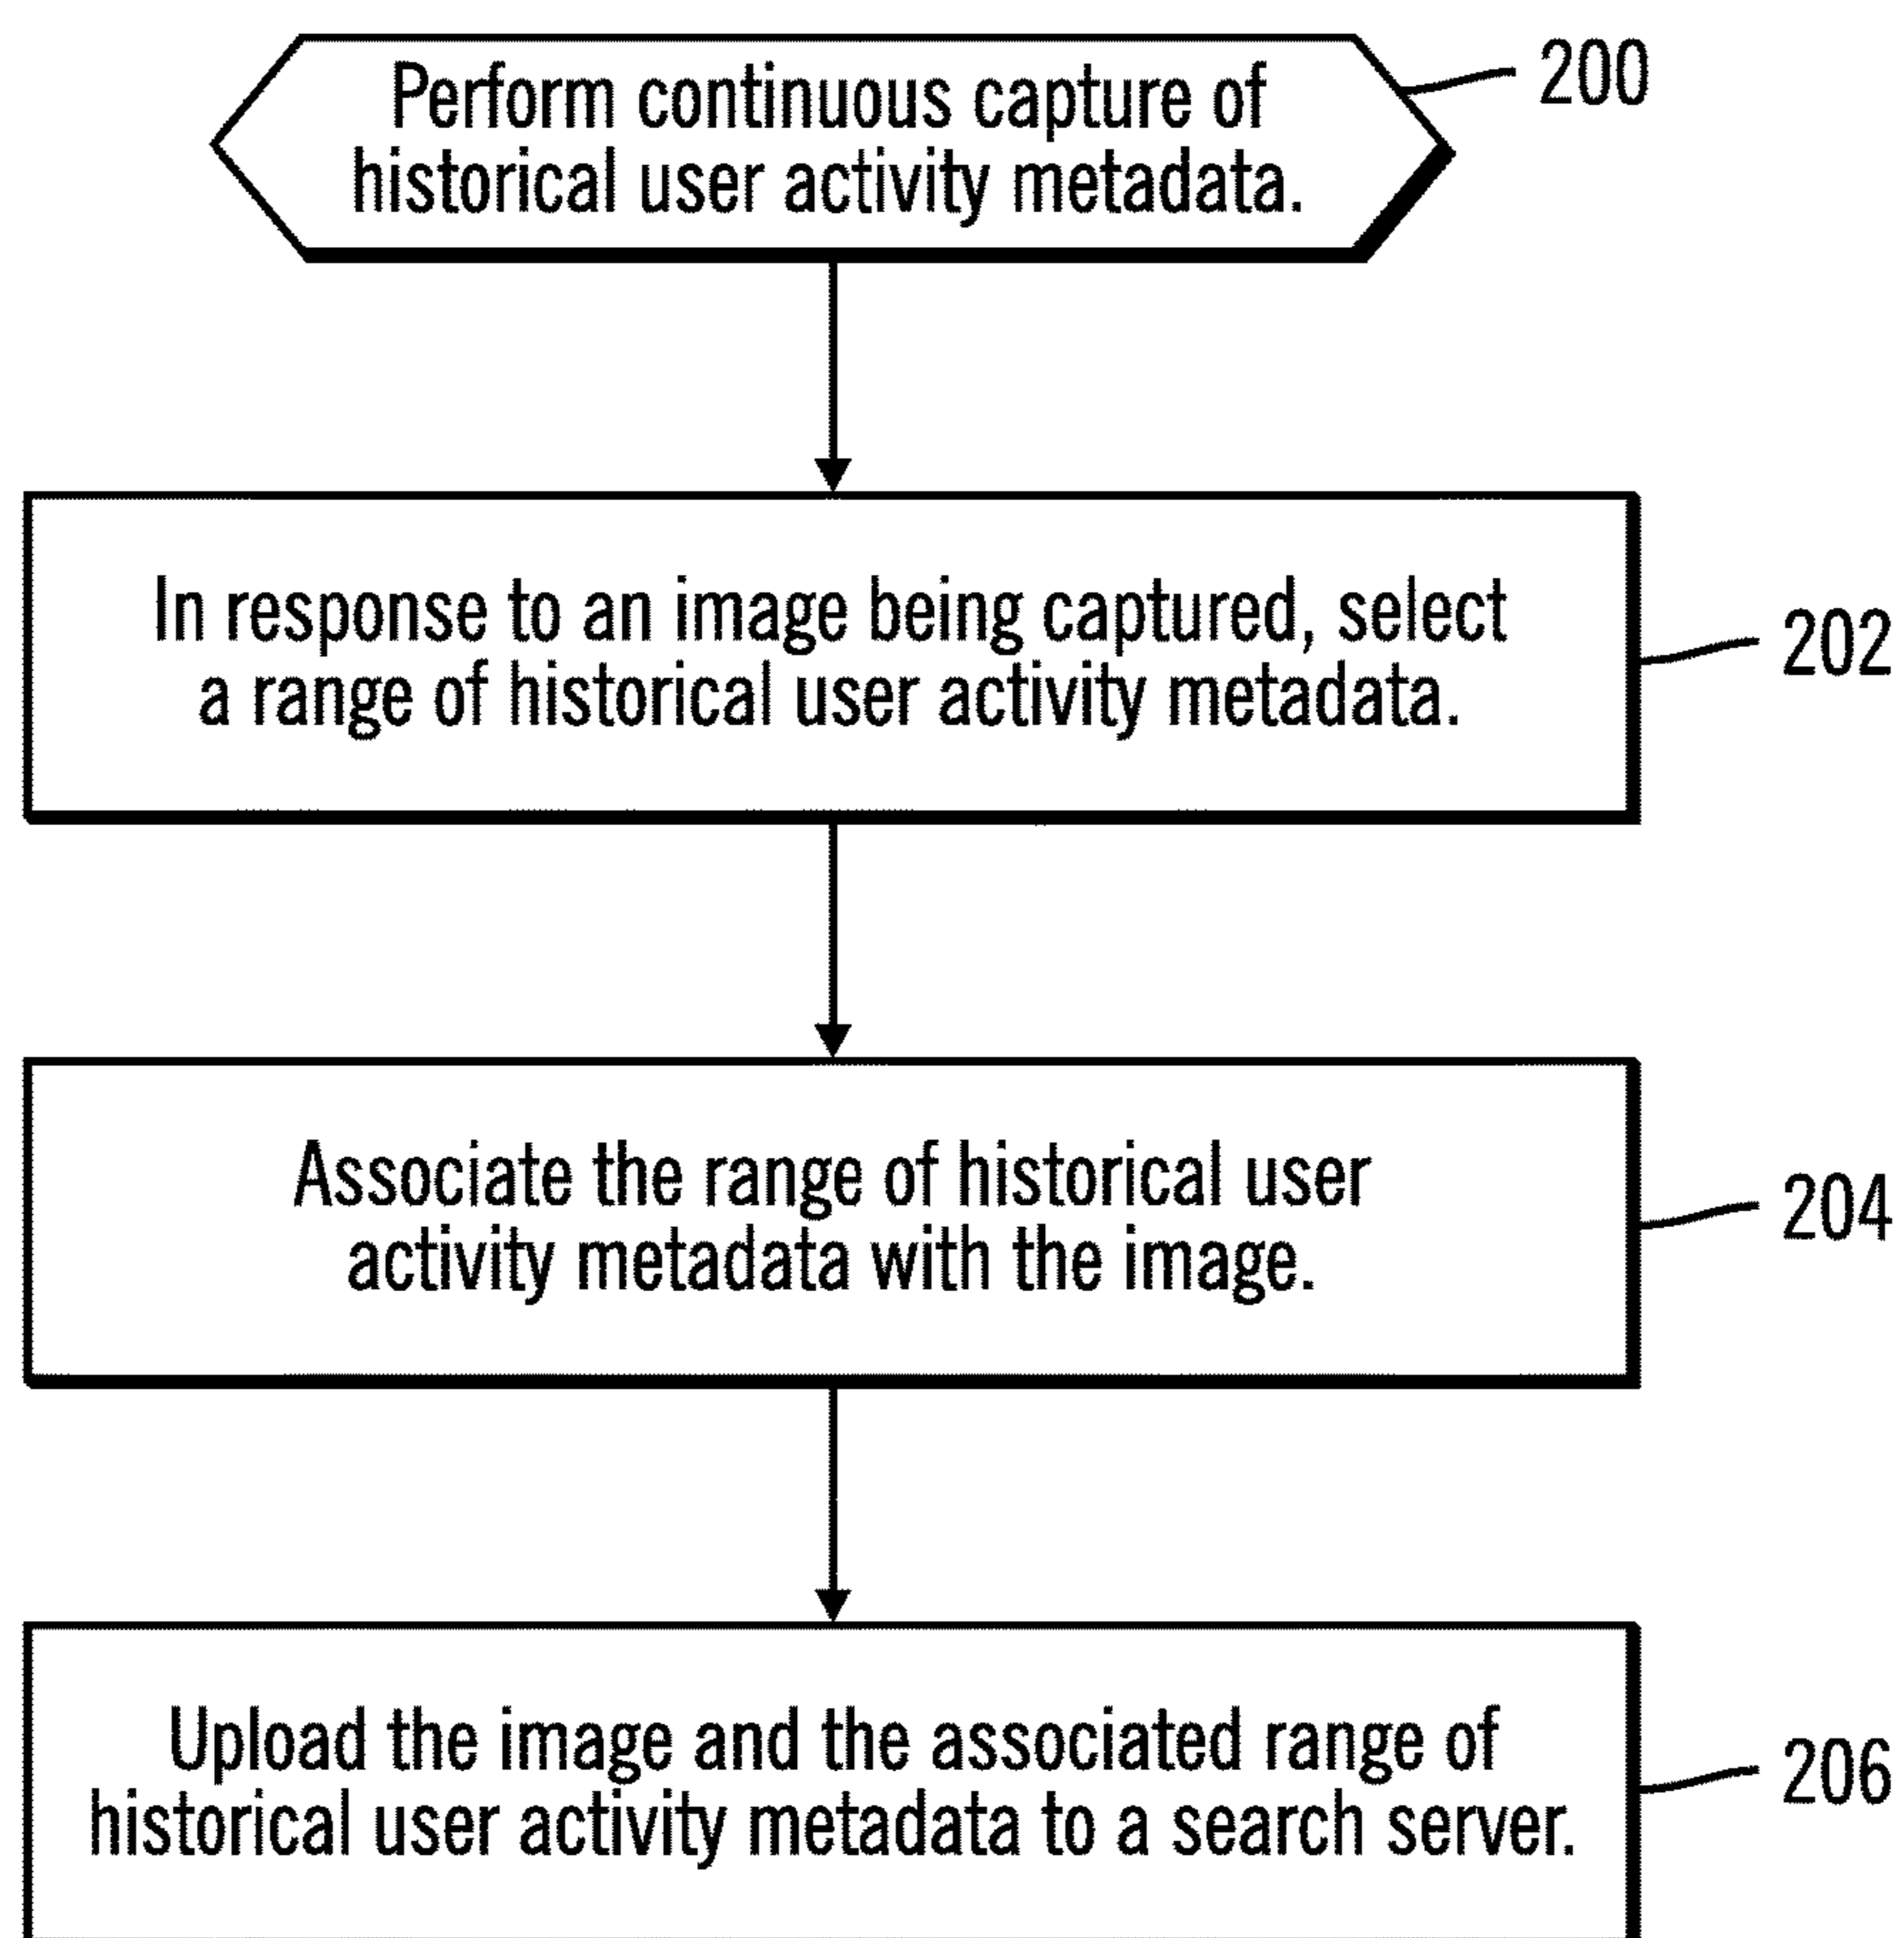 Perform continuous capture of
historical user activity metadata.
200
In response to an image being captured, select
a range of historical user activity metadata.
202
Associate the range of historical user
activity metadata with the image.
204
Upload the image and the associated range of
historical user activity metadata to a search server.
206